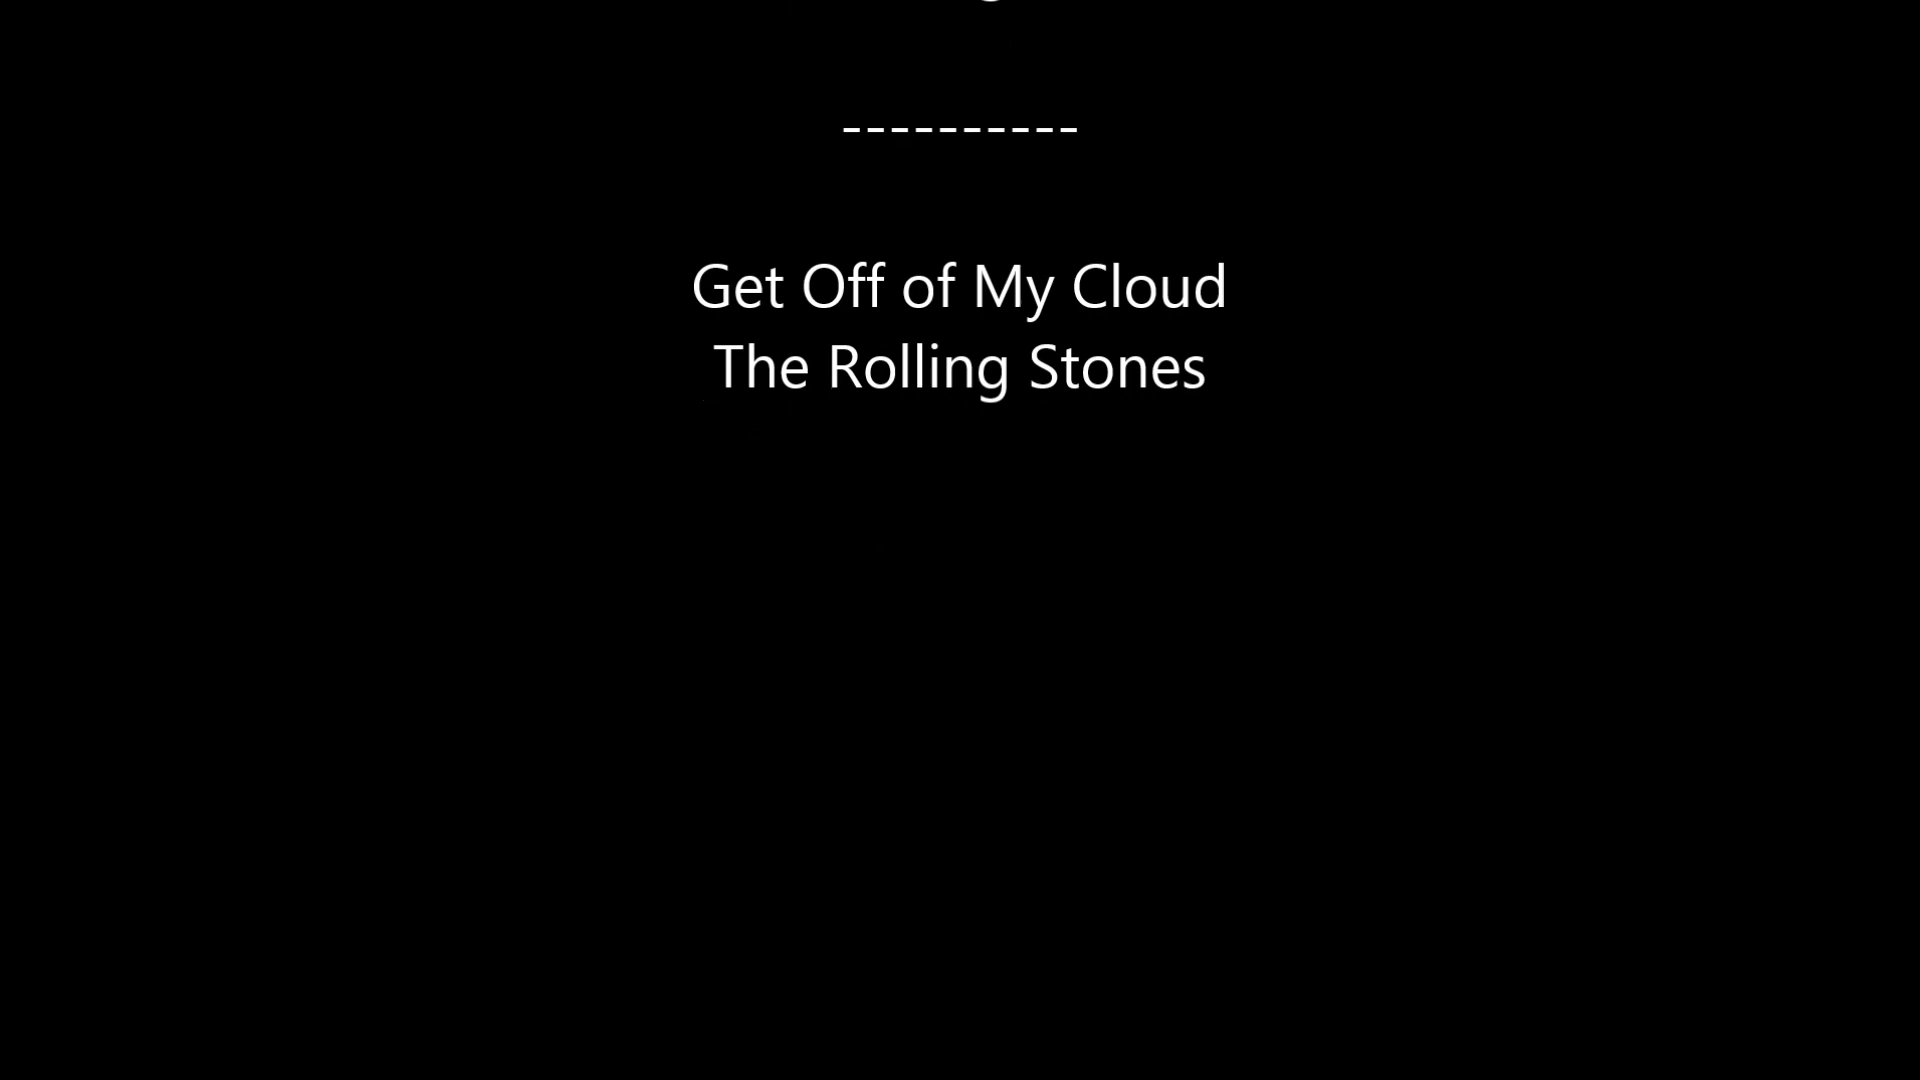 ----------
Get Off of My Cloud
The Rolling Stones